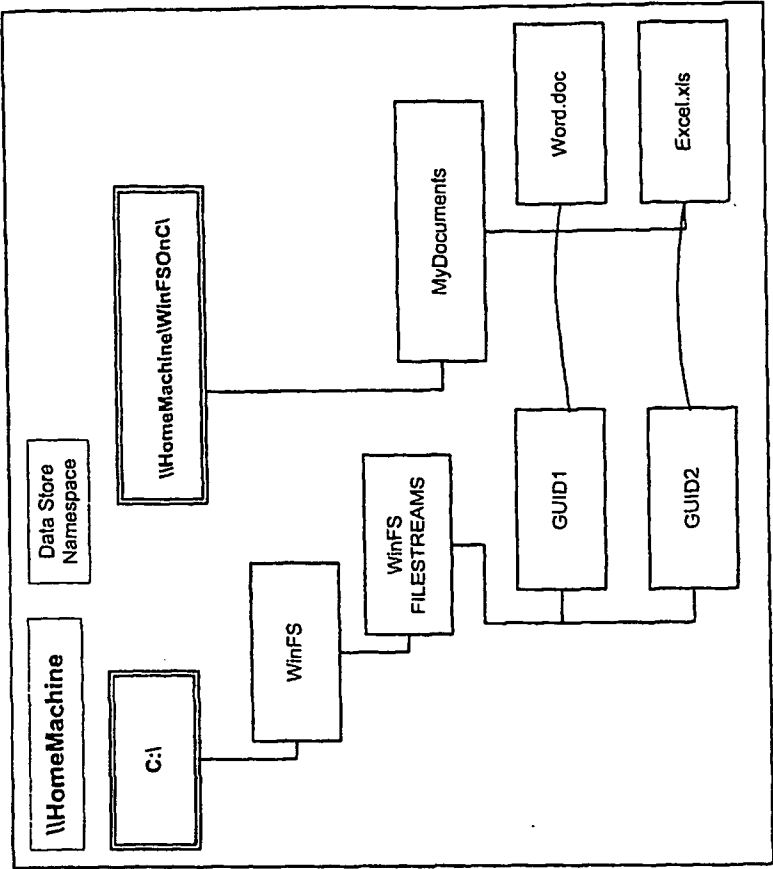 \\HomeMachine
Data Store
Namespace
C:\
\\HomeMachine\WinFSOnC\
WinFS
WinFS
FILESTREAMS
MyDocuments
GUID1
Word.doc
GUID2
Excel.xls